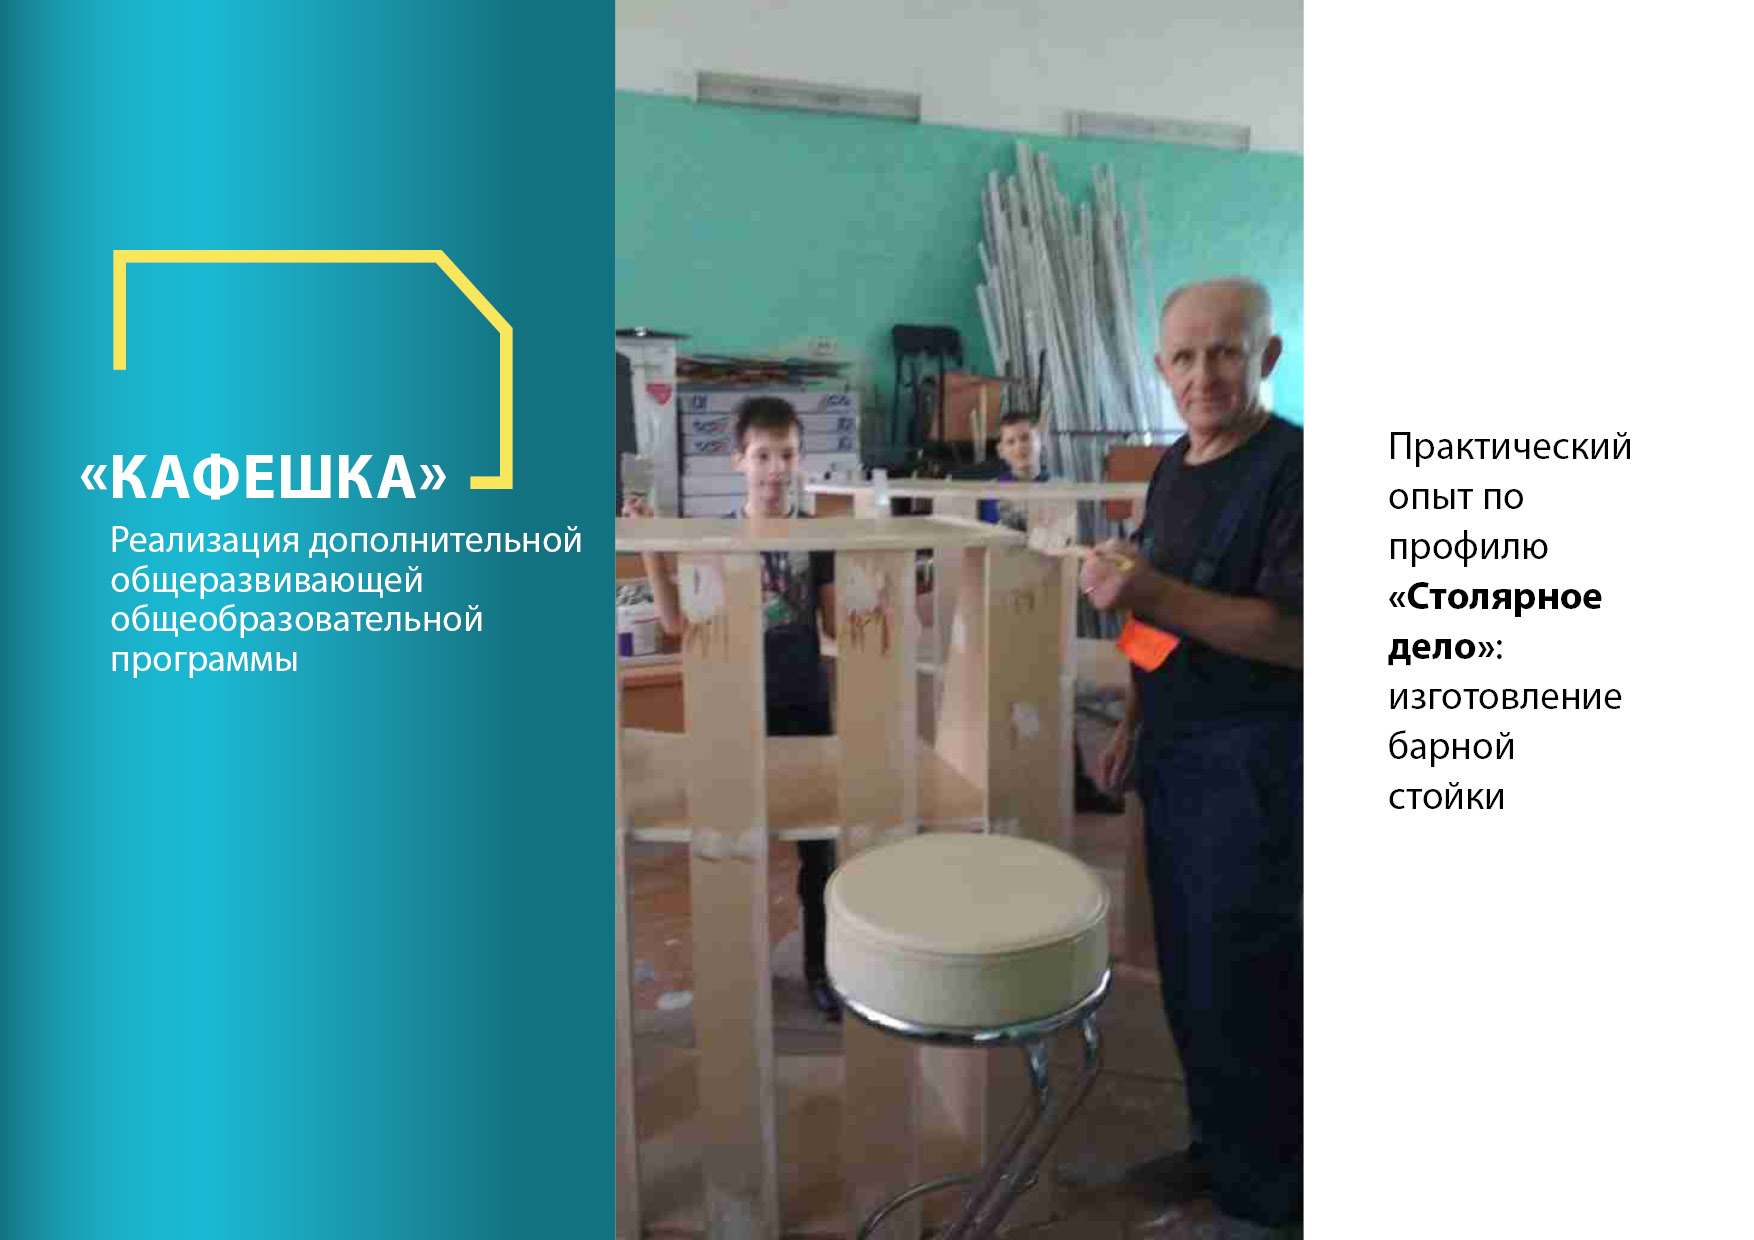 «КАФЕШКА»
Реализация дополнительной
общеразвивающей
общеобразовательной
программы
Практический
опыт по
профилю
«Столярное
дело»:
изготовление
барной
стойки